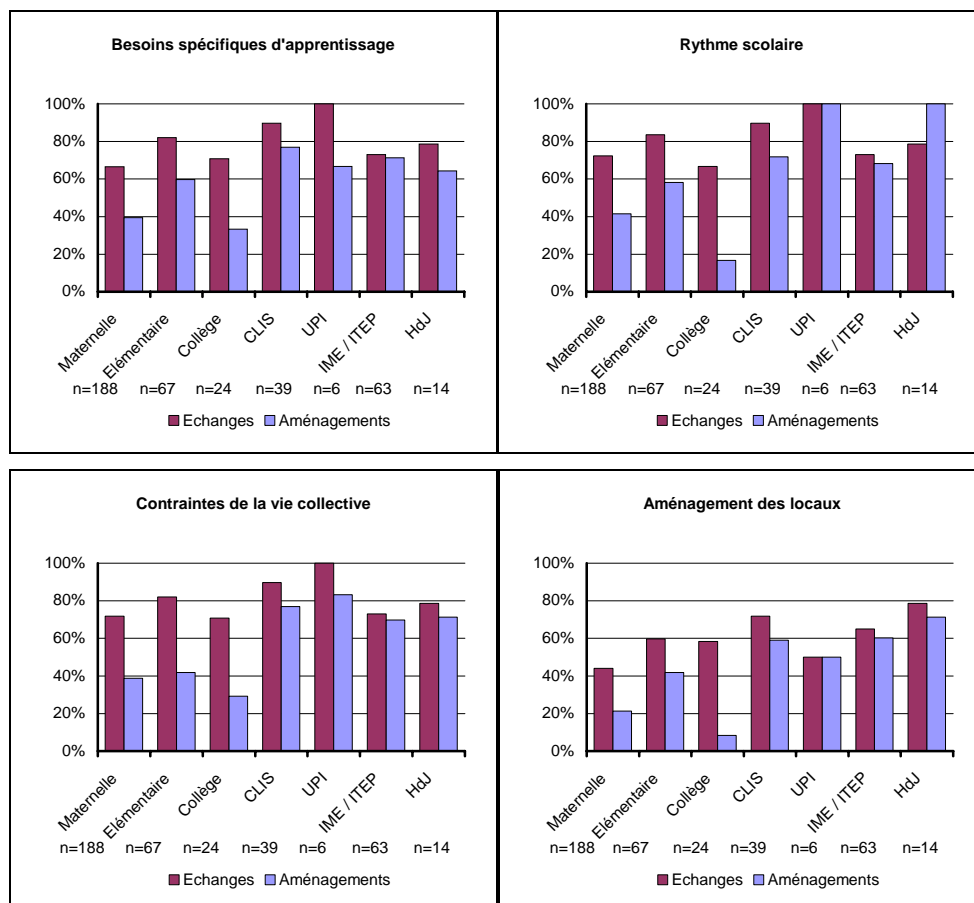 Besoins spécifiques d'apprentissage
100%
80%
60%
40%
20%
0%
Maternelle
Elémentaire
Collège
CLIS
UPI
IME / ITEP
HdJ
n=188 n=67 n=24 n=39 n=6 n=63 n=14
Echanges Aménagements
Rythme scolaire
100%
80%
60%
40%
20%
0%
Maternelle
Elémentaire
Collège
CLIS
UPI
IME / ITEP
HdJ
n=188 n=67 n=24 n=39 n=6 n=63 n=14
Echanges Aménagements
Contraintes de la vie collective
100%
80%
60%
40%
20%
0%
Maternelle
Elémentaire
Collège
CLIS
UPI
IME / ITEP
HdJ
n=188 n=67 n=24 n=39 n=6 n=63 n=14
Echanges Aménagements
Aménagement des locaux
100%
80%
60%
40%
20%
0%
Maternelle
Elémentaire
Collège
CLIS
UPI
IME / ITEP
HdJ
n=188 n=67 n=24 n=39 n=6 n=63 n=14
Echanges Aménagements